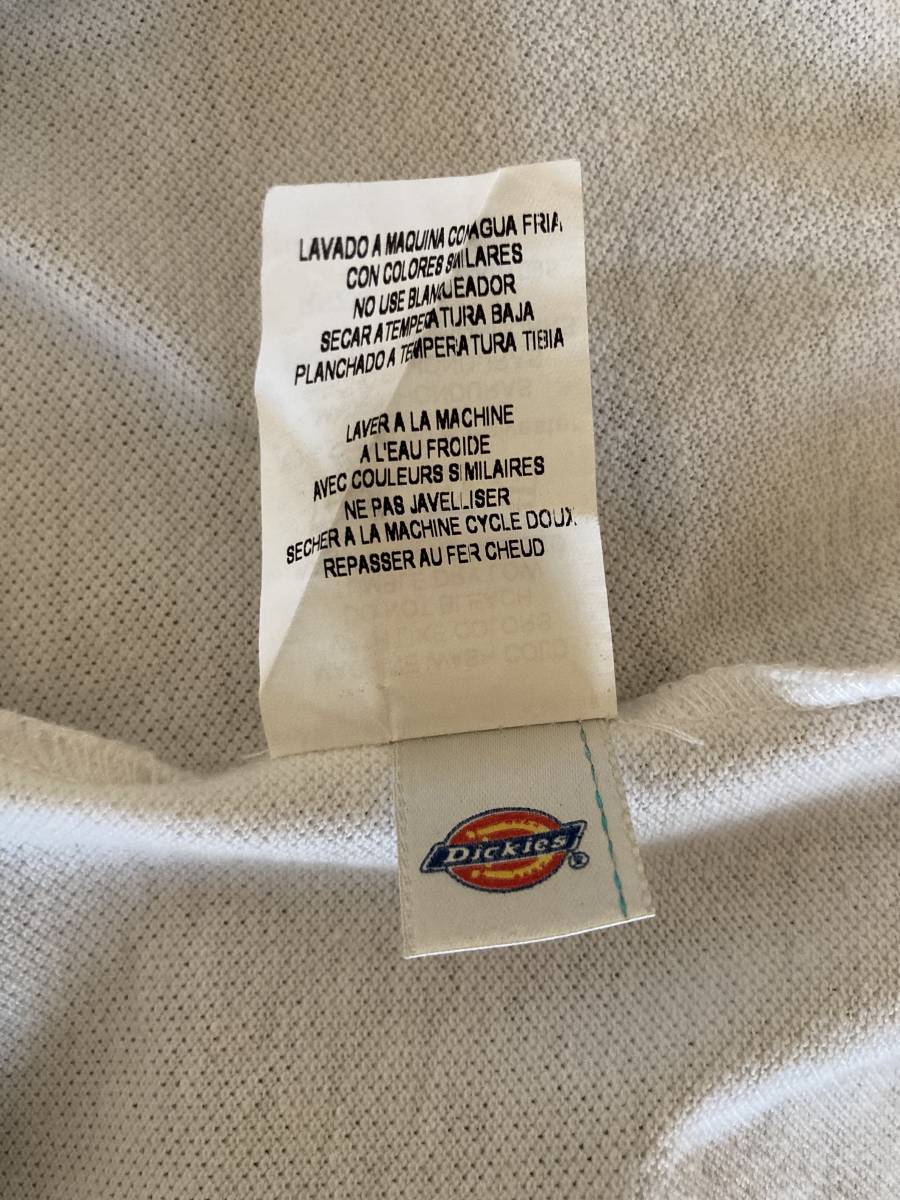 LAVADO A MAQUINA CON AGUA FRIA
CON COLORES SIMILARES
NO USE BLANQUEADOR
SECAR A TEMPERATURA BAJA
PLANCHADO A TEMPERATURA TIBIA
LAVER A LA MACHINE
A L'EAU FROIDE
AVEC COULEURS SIMILAIRES
NE PAS JAVELLISER
SECHER A LA MACHINE CYCLE DOUX
REPASSER AU FER CHEUD
Dickies®